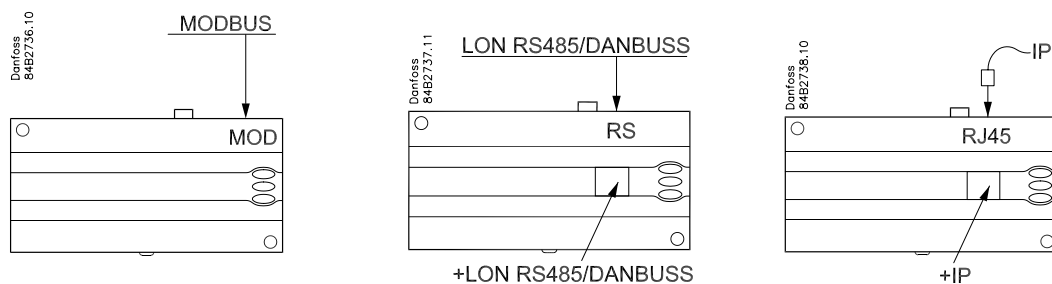 Danfoss
84B2736.10
MODBUS
MOD
Danfoss
84B2737.11
LON RS485/DANBUSS
RS
+LON RS485/DANBUSS
Danfoss
84B2738.10
IP
RJ45
+IP